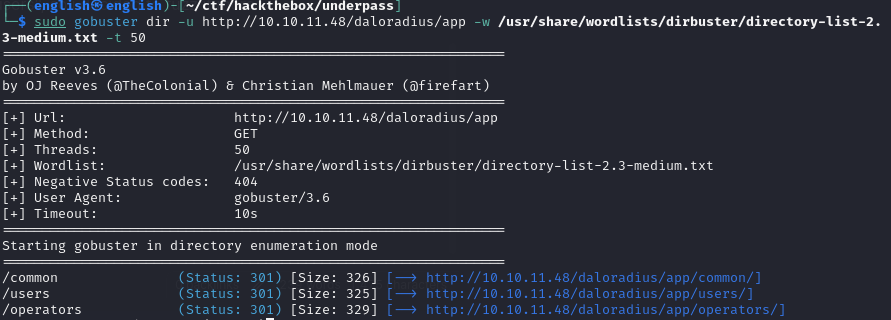 ┌──(english㉿english)-[~/ctf/hackthebox/underpass]
└─$ sudo gobuster dir -u http://10.10.11.48/daloradius/app -w /usr/share/wordlists/dirbuster/directory-list-2.
3-medium.txt -t 50
===============================================================
Gobuster v3.6
by OJ Reeves (@TheColonial) & Christian Mehlmauer (@firefart)
===============================================================
[+] Url:                     http://10.10.11.48/daloradius/app
[+] Method:                  GET
[+] Threads:                 50
[+] Wordlist:                /usr/share/wordlists/dirbuster/directory-list-2.3-medium.txt
[+] Negative Status codes:   404
[+] User Agent:              gobuster/3.6
[+] Timeout:                 10s
===============================================================
Starting gobuster in directory enumeration mode
===============================================================
/common               (Status: 301) [Size: 326] [--> http://10.10.11.48/daloradius/app/common/]
/users                (Status: 301) [Size: 325] [--> http://10.10.11.48/daloradius/app/users/]
/operators            (Status: 301) [Size: 329] [--> http://10.10.11.48/daloradius/app/operators/]